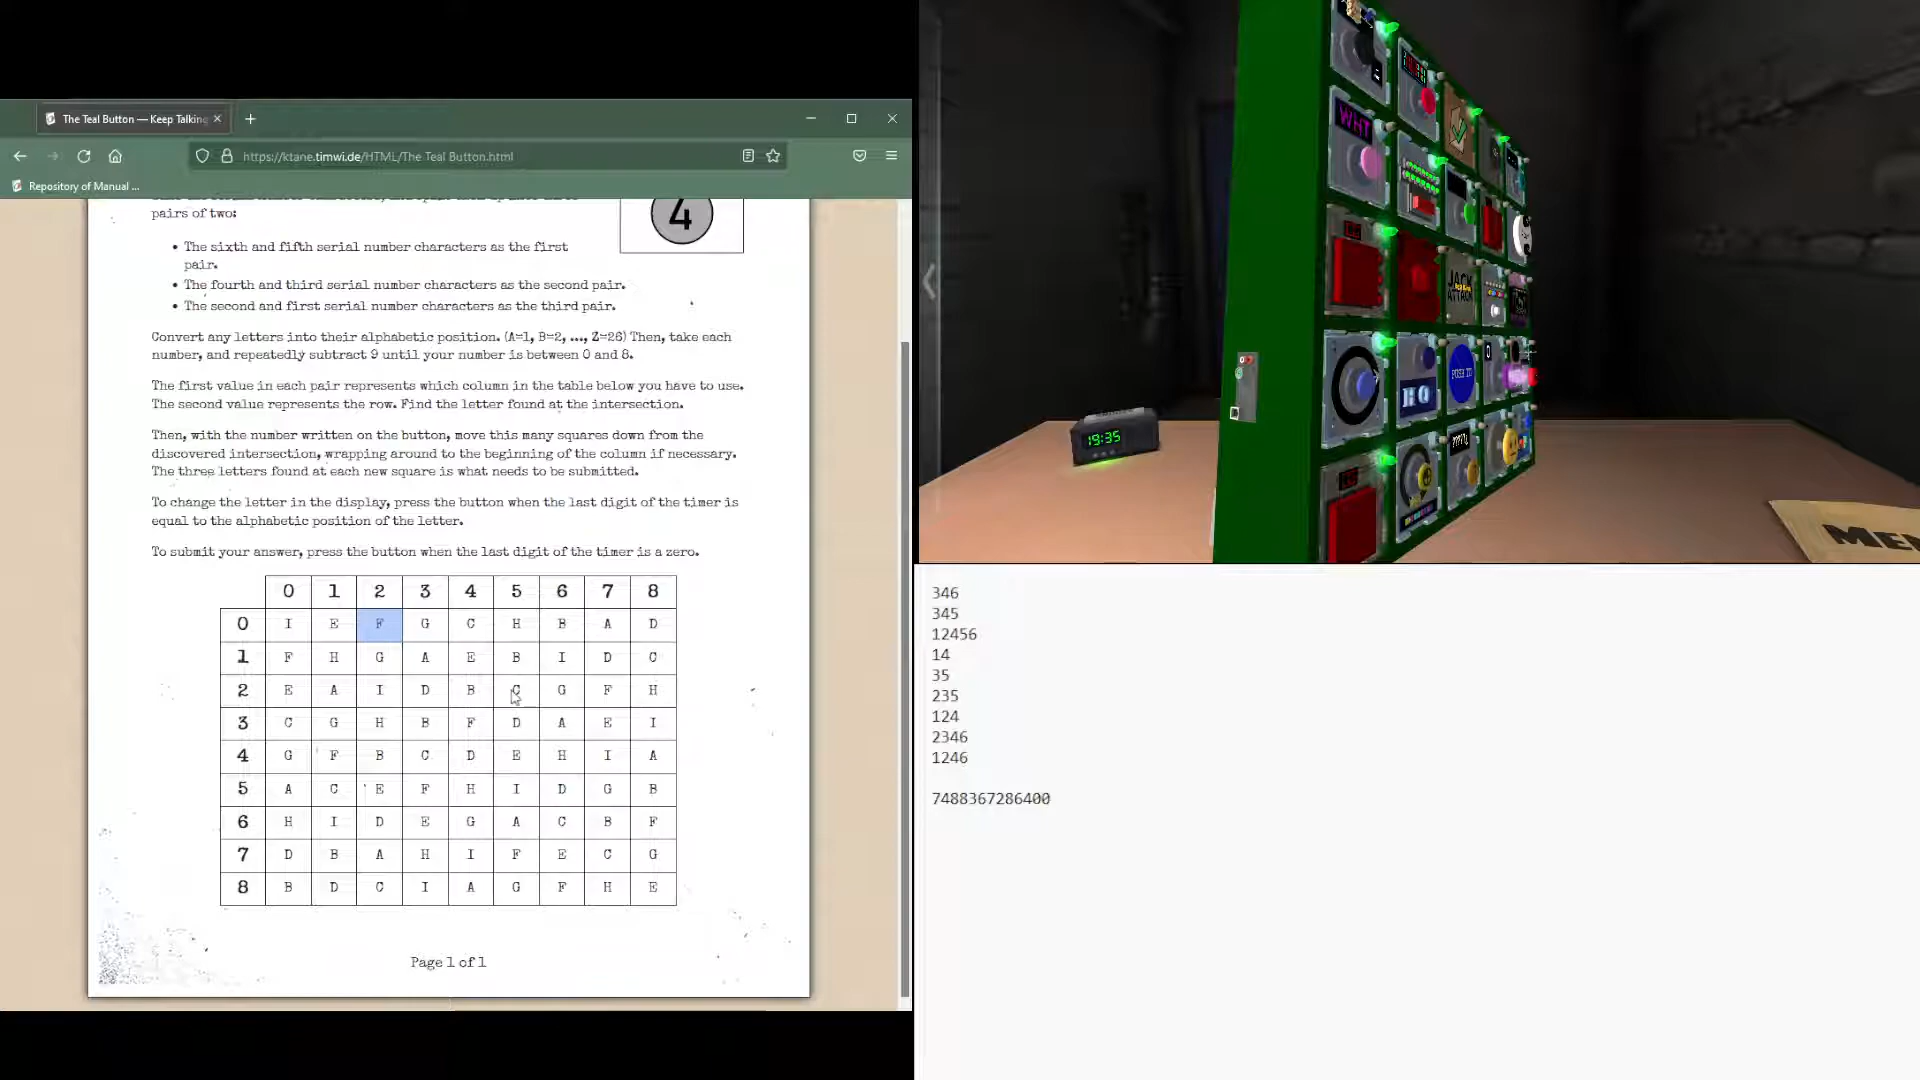 The Teal Button — Keep Talking
https://ktane.timwi.de/HTML/The Teal Button.html
Repository of Manual ...
pairs of two:
4
• The sixth and fifth serial number characters as the first
pair.
• The fourth and third serial number characters as the second pair.
• The second and first serial number characters as the third pair.
Convert any letters into their alphabetic position. (A=1, B=2, ..., Z=26) Then, take each
number, and repeatedly subtract 9 until your number is between 0 and 8.
The first value in each pair represents which column in the table below you have to use.
The second value represents the row. Find the letter found at the intersection.
Then, with the number written on the button, move this many squares down from the
discovered intersection, wrapping around to the beginning of the column if necessary.
The three letters found at each new square is what needs to be submitted.
To change the letter in the display, press the button when the last digit of the timer is
equal to the alphabetic position of the letter.
To submit your answer, press the button when the last digit of the timer is a zero.
0 1 2 3 4 5 6 7 8
0 I E F G C H B A D
1 F H G A E B I D C
2 E A I D B C G F H
3 C G H B F D A E I
4 G F B C D E H I A
5 A C E F H I D G B
6 H I D E G A C B F
7 D B A H I F E C G
8 B D C I A G F H E
Page 1 of 1
WHT
JACK
ATTACK
HQ
PUSH IT!
19:35
346
345
12456
14
35
235
124
2346
1246
7488367286400